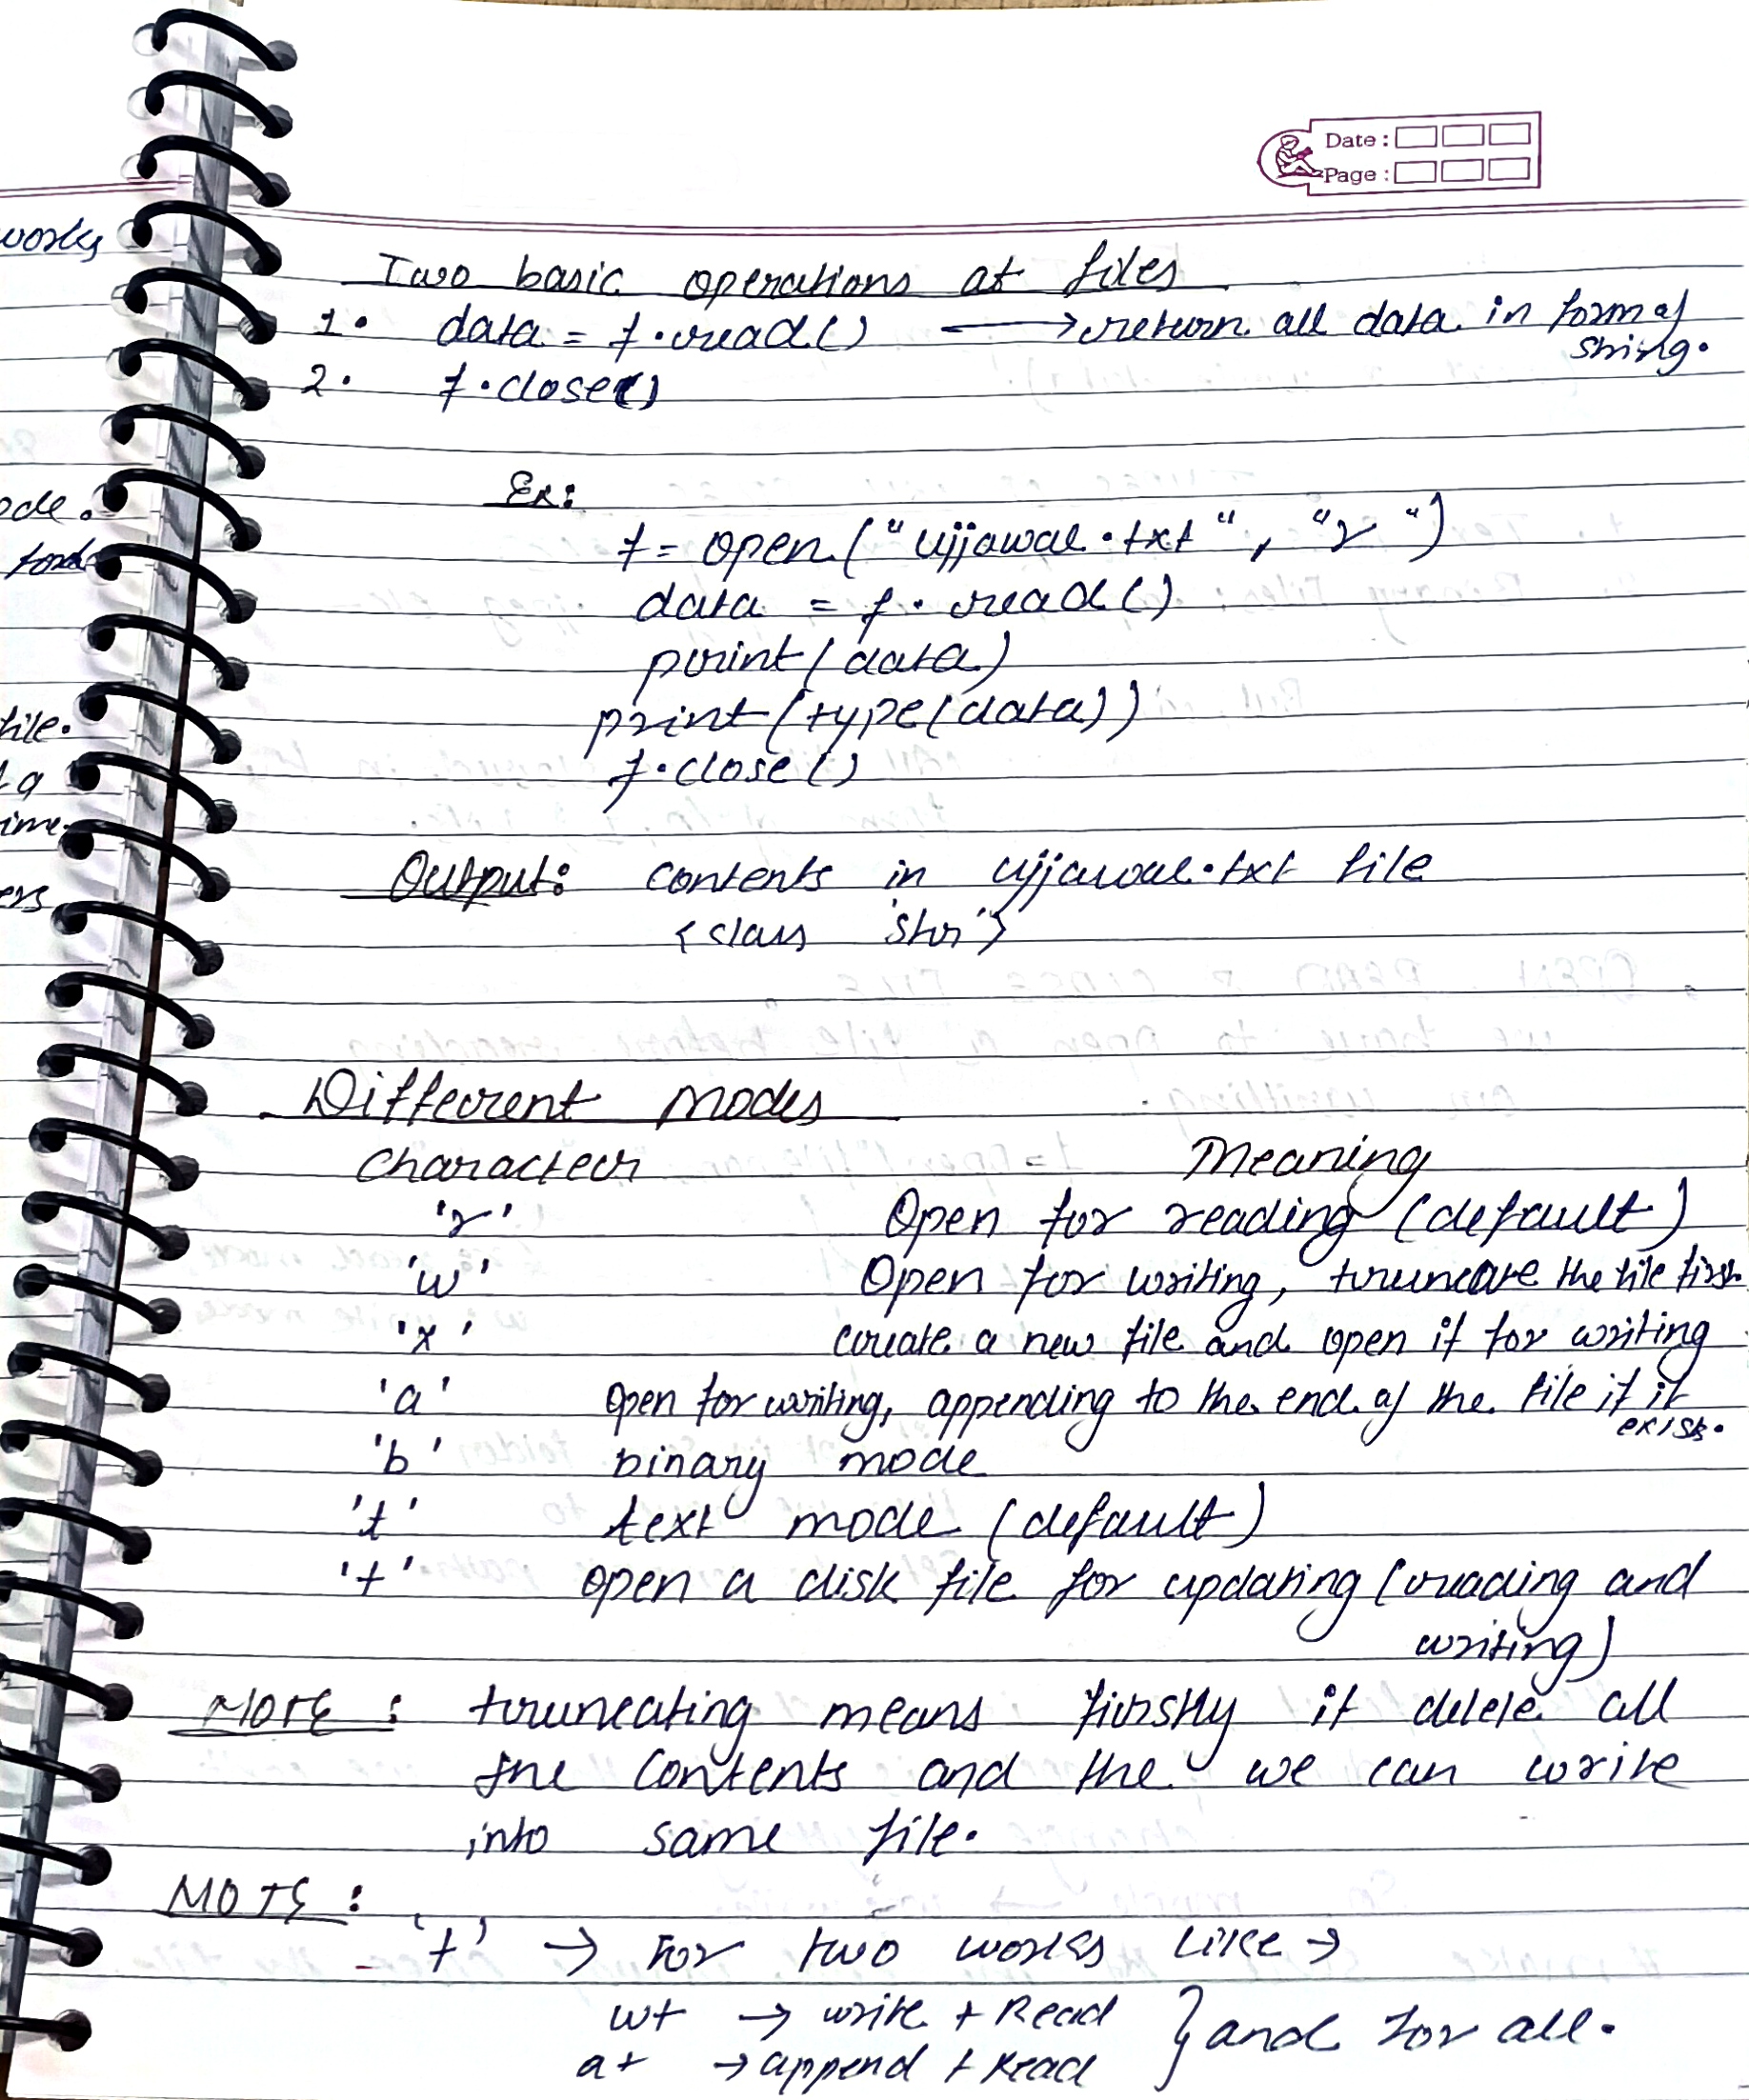 Date :
Page :
works
ode.
file.
a
ime.
ers
Two basic operations at files
1. data = f.read() ⟶ return all data in form of
string.
2. f.close()
Ex:
f = open("ujjawal.txt", "r")
data = f.read()
print(data)
print(type(data))
f.close()
Output: contents in ujjawal.txt file
<class 'str'>
Different modes
Character Meaning
'r' Open for reading (default)
'w' Open for writing, truncate the file first
'x' create a new file and open it for writing
'a' open for writing, appending to the end of the file if it
exists.
'b' binary mode
't' text mode (default)
'+' open a disk file for updating (reading and
writing)
NOTE : truncating means firstly it delete all
the contents and the we can write
into same file.
NOTE :
'+' → For two works like →
w+ → write + Read
a+ → append + Read } and for all.